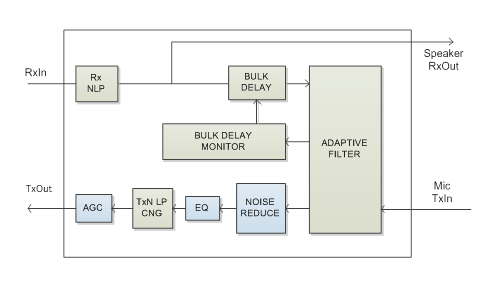 Speaker
RxOut
RxIn
Rx
NLP
BULK
DELAY
BULK DELAY
MONITOR
ADAPTIVE
FILTER
TxOut
AGC
TxN LP
CNG
EQ
NOISE
REDUCE
Mic
TxIn